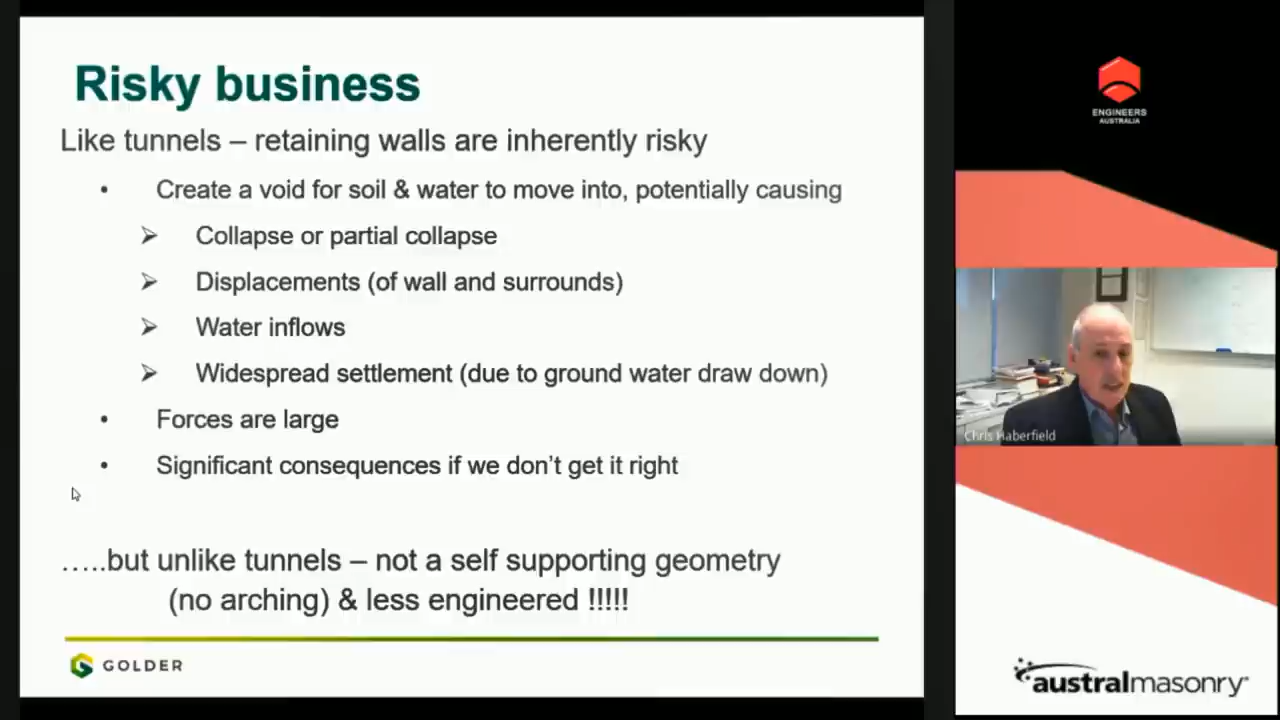 Risky business
Like tunnels – retaining walls are inherently risky
• Create a void for soil & water to move into, potentially causing
➢ Collapse or partial collapse
➢ Displacements (of wall and surrounds)
➢ Water inflows
➢ Widespread settlement (due to ground water draw down)
• Forces are large
• Significant consequences if we don’t get it right
…..but unlike tunnels – not a self supporting geometry
(no arching) & less engineered !!!!!
GOLDER
ENGINEERS
AUSTRALIA
Chris Haberfield
australmasonry